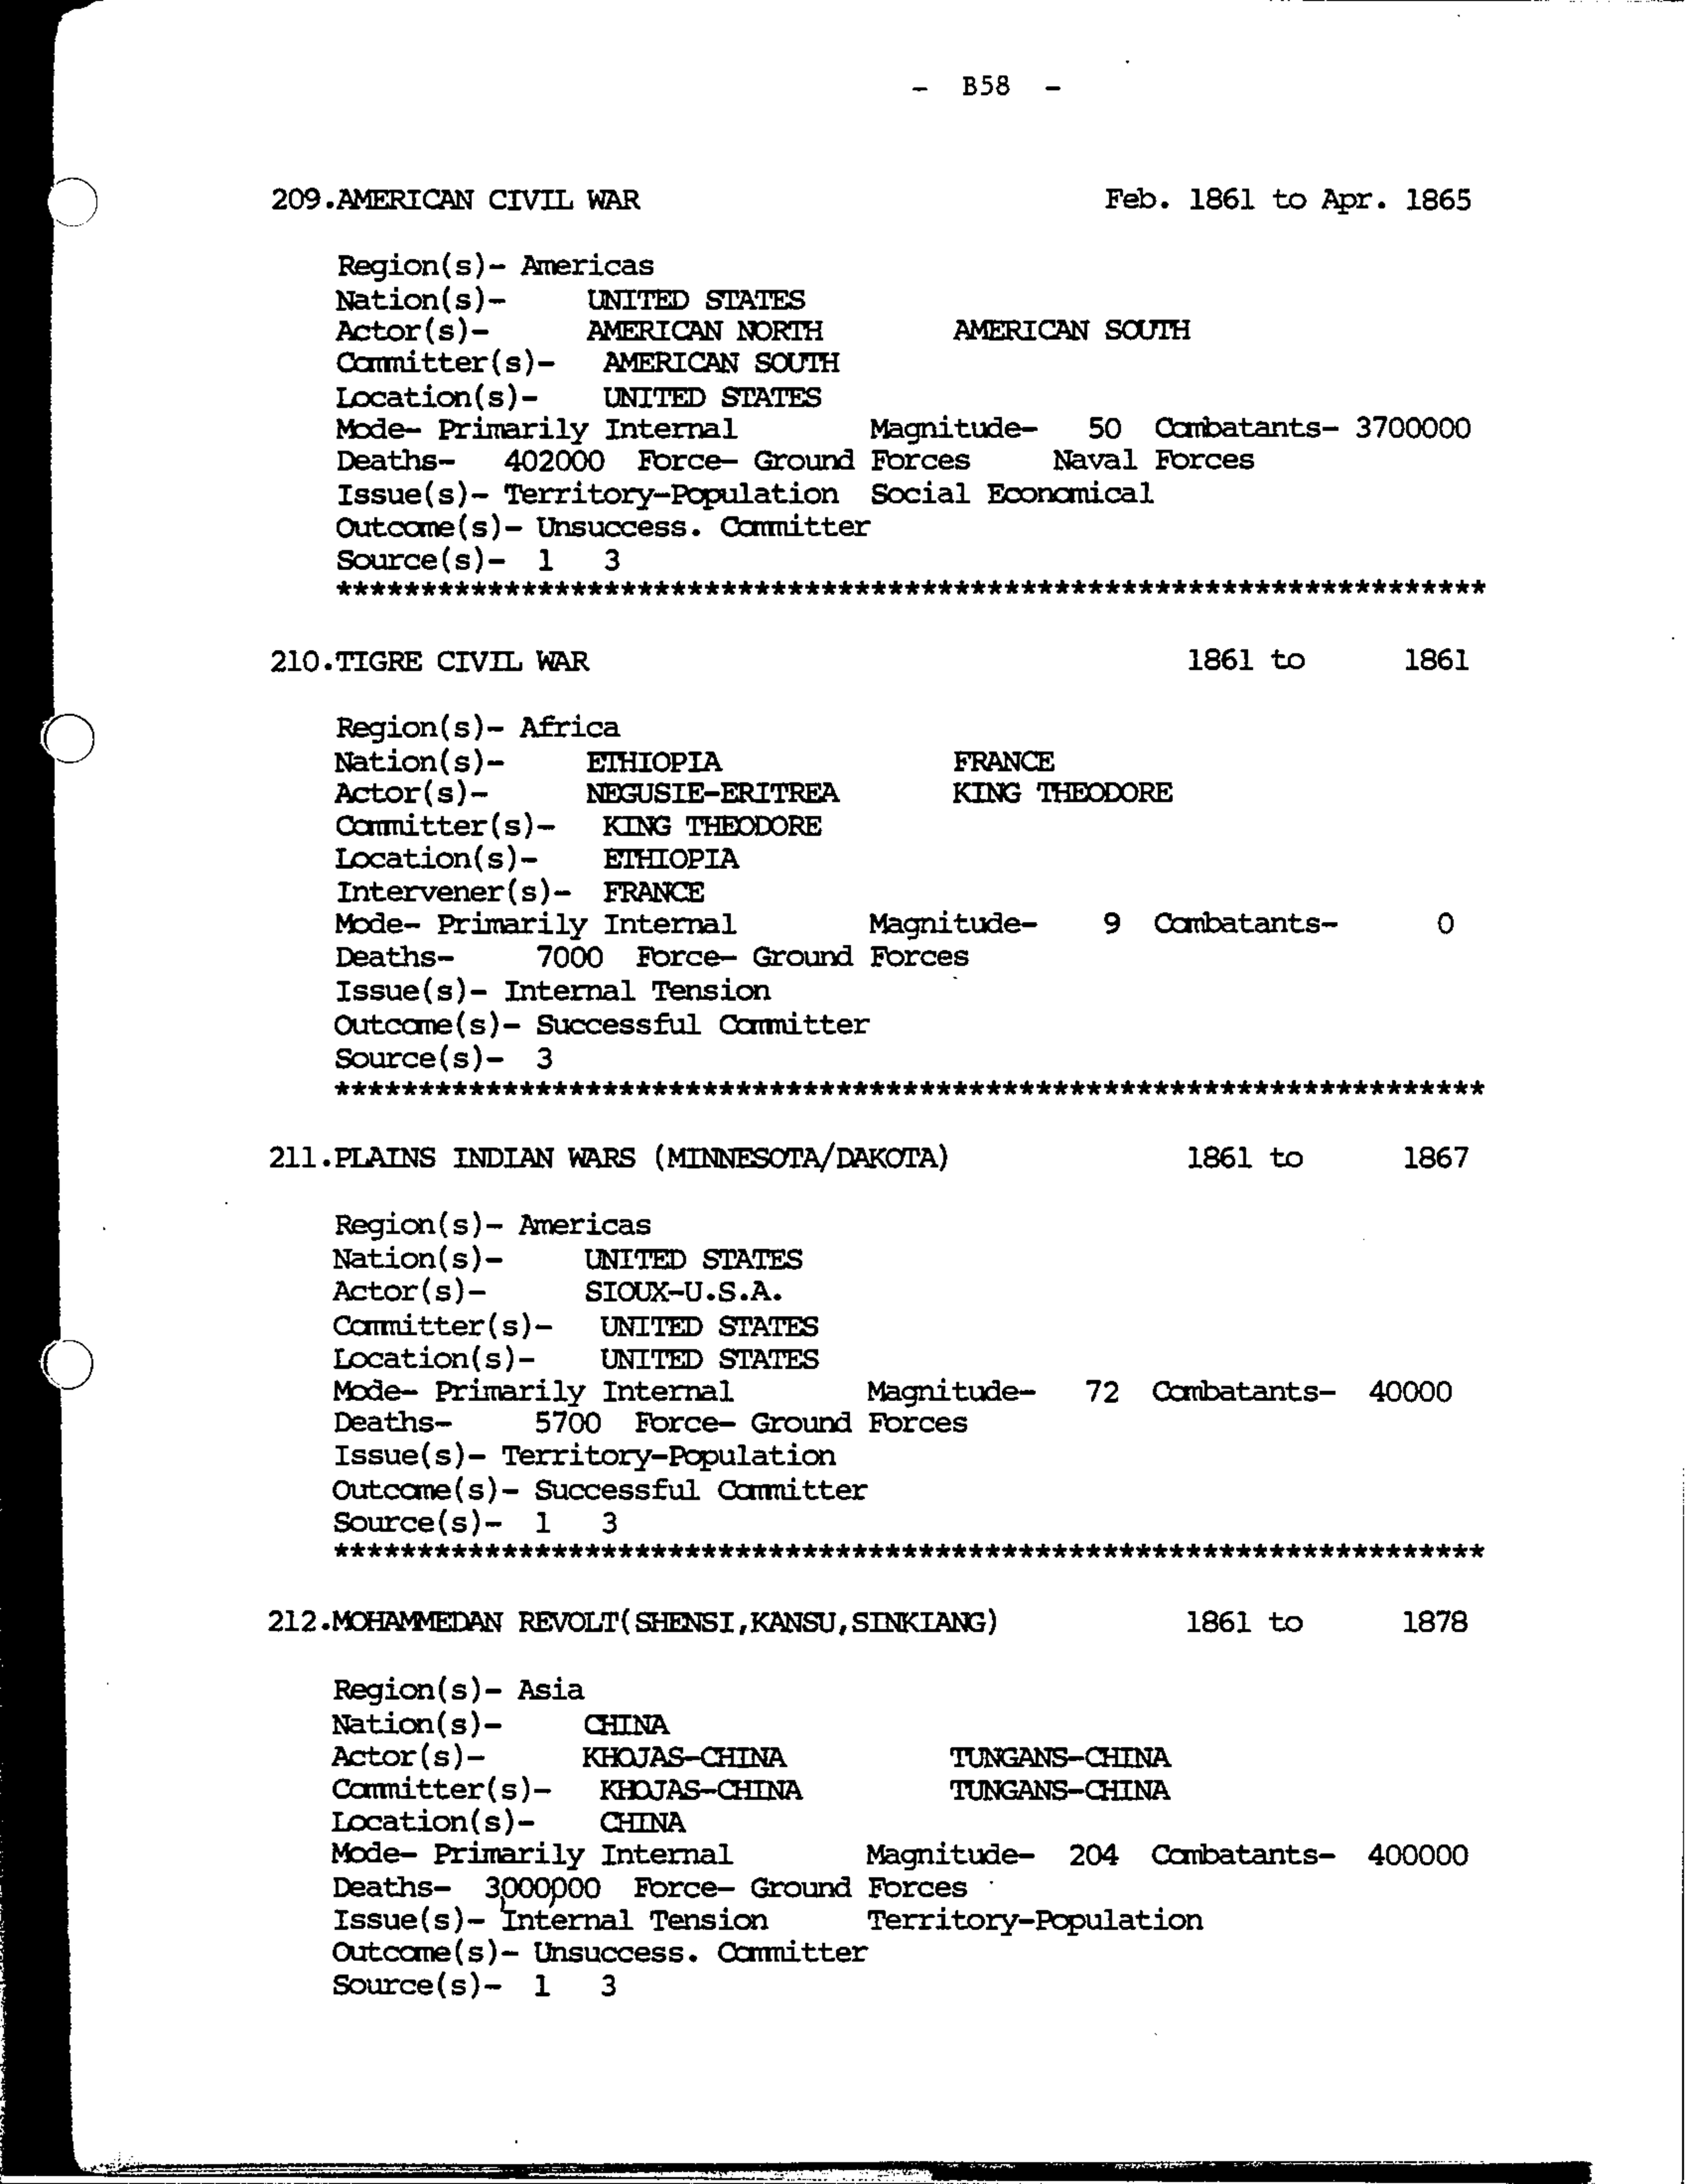 - B58 -
209.AMERICAN CIVIL WAR Feb. 1861 to Apr. 1865
Region(s)- Americas
Nation(s)- UNITED STATES
Actor(s)- AMERICAN NORTH AMERICAN SOUTH
Committer(s)- AMERICAN SOUTH
Location(s)- UNITED STATES
Mode- Primarily Internal Magnitude- 50 Combatants- 3700000
Deaths- 402000 Force- Ground Forces Naval Forces
Issue(s)- Territory-Population Social Economical
Outcome(s)- Unsuccess. Committer
Source(s)- 1 3
*********************************************************************
210.TIGRE CIVIL WAR 1861 to 1861
Region(s)- Africa
Nation(s)- ETHIOPIA FRANCE
Actor(s)- NEGUSIE-ERITREA KING THEODORE
Committer(s)- KING THEODORE
Location(s)- ETHIOPIA
Intervener(s)- FRANCE
Mode- Primarily Internal Magnitude- 9 Combatants- 0
Deaths- 7000 Force- Ground Forces
Issue(s)- Internal Tension
Outcome(s)- Successful Committer
Source(s)- 3
*********************************************************************
211.PLAINS INDIAN WARS (MINNESOTA/DAKOTA) 1861 to 1867
Region(s)- Americas
Nation(s)- UNITED STATES
Actor(s)- SIOUX-U.S.A.
Committer(s)- UNITED STATES
Location(s)- UNITED STATES
Mode- Primarily Internal Magnitude- 72 Combatants- 40000
Deaths- 5700 Force- Ground Forces
Issue(s)- Territory-Population
Outcome(s)- Successful Committer
Source(s)- 1 3
*********************************************************************
212.MOHAMMEDAN REVOLT(SHENSI,KANSU,SINKIANG) 1861 to 1878
Region(s)- Asia
Nation(s)- CHINA
Actor(s)- KHOJAS-CHINA TUNGANS-CHINA
Committer(s)- KHOJAS-CHINA TUNGANS-CHINA
Location(s)- CHINA
Mode- Primarily Internal Magnitude- 204 Combatants- 400000
Deaths- 3000000 Force- Ground Forces
Issue(s)- Internal Tension Territory-Population
Outcome(s)- Unsuccess. Committer
Source(s)- 1 3